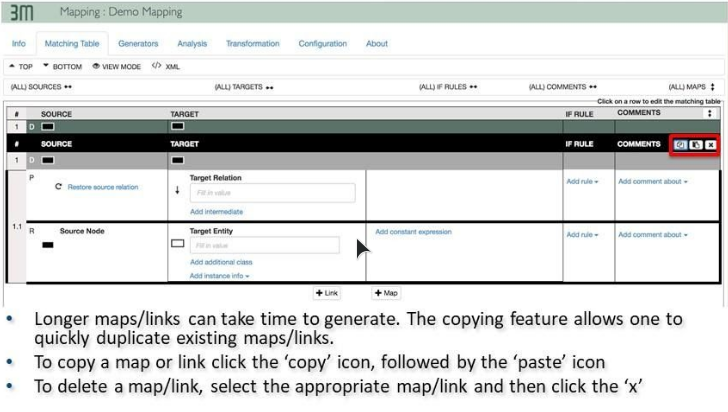 3M Mapping : Demo Mapping
Info Matching Table Generators Analysis Transformation Configuration About
TOP BOTTOM VIEW MODE </> XML
(ALL) SOURCES (ALL) TARGETS (ALL) IF RULES (ALL) COMMENTS (ALL) MAPS
Click on a row to edit the matching table
# SOURCE TARGET IF RULE COMMENTS
1 D
# SOURCE TARGET IF RULE COMMENTS x
1 D
P Restore source relation Target Relation Add rule Add comment about
Fill in value
Add intermediate
1.1 R Source Node Target Entity Add constant expression Add rule Add comment about
Fill in value
Add additional class
Add instance info
+ Link + Map
• Longer maps/links can take time to generate. The copying feature allows one to
quickly duplicate existing maps/links.
• To copy a map or link click the ‘copy’ icon, followed by the ‘paste’ icon
• To delete a map/link, select the appropriate map/link and then click the ‘x’